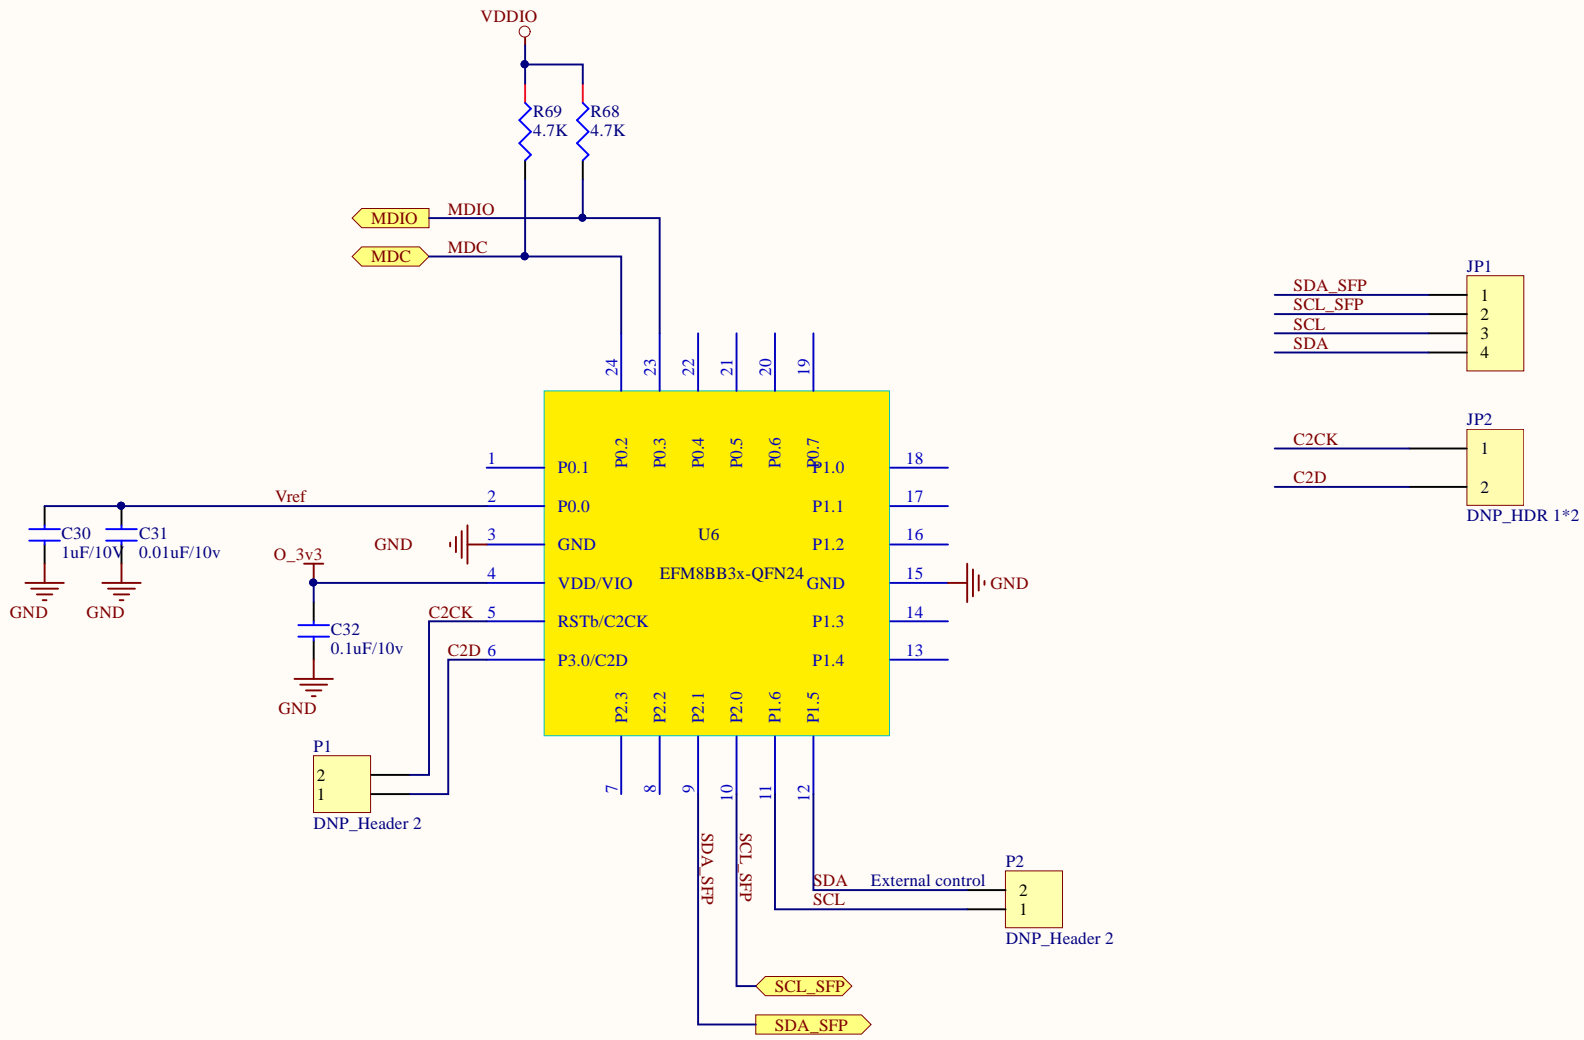 VDDIO
R69
4.7K
R68
4.7K
MDIO
MDIO
MDC
MDC
JP1
SDA_SFP
1
SCL_SFP
2
SCL
3
SDA
4
24
23
22
21
20
19
JP2
C2CK
1
C2D
2
DNP_HDR 1*2
P0.2
P0.3
P0.4
P0.5
P0.6
P0.7
1
P0.1
P1.0
18
Vref
2
P0.0
P1.1
17
C30
1uF/10V
C31
0.01uF/10v
GND
GND
GND
3
GND
U6
P1.2
16
O_3v3
4
VDD/VIO
EFM8BB3x-QFN24
GND
15
GND
C2CK
5
RSTb/C2CK
P1.3
14
C32
0.1uF/10v
GND
C2D
6
P3.0/C2D
P1.4
13
P2.3
P2.2
P2.1
P2.0
P1.6
P1.5
P1
2
1
DNP_Header 2
7
8
9
10
11
12
SDA_SFP
SCL_SFP
SDA
External control
SCL
P2
2
1
DNP_Header 2
SCL_SFP
SDA_SFP